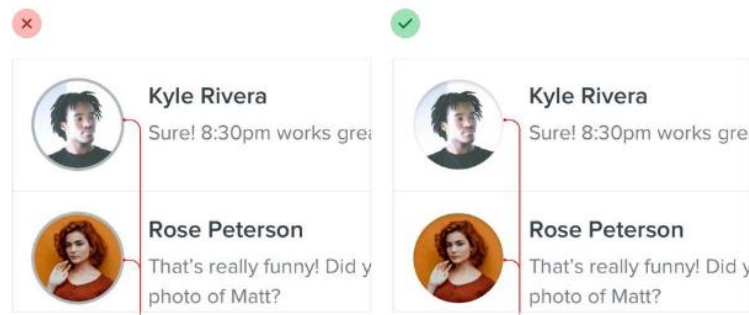 Kyle Rivera
Sure! 8:30pm works grea
Rose Peterson
That's really funny! Did y
photo of Matt?
Kyle Rivera
Sure! 8:30pm works gre
Rose Peterson
That's really funny! Did y
photo of Matt?